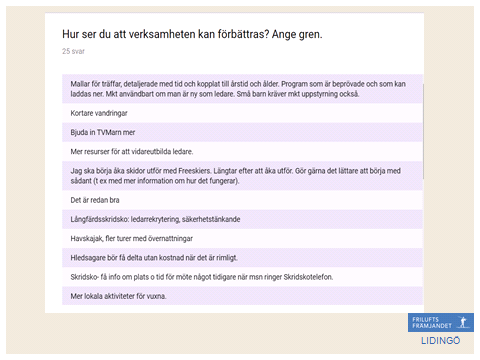 Hur ser du att verksamheten kan förbättras? Ange gren.
25 svar
Mallar för träffar, detaljerade med tid och kopplat till årstid och ålder. Program som är beprövade och som kan
laddas ner. Mkt användbart om man är ny som ledare. Små barn kräver mkt uppstyrning också.
Kortare vandringar
Bjuda in TVMarn mer
Mer resurser för att vidareutbilda ledare.
Jag ska börja åka skidor utför med Freeskiers. Längtar efter att åka utför. Gör gärna det lättare att börja med
sådant (t ex med mer information om hur det fungerar).
Det är redan bra
Långfärdsskridsko: ledarrekrytering, säkerhetstänkande
Havskajak, fler turer med övernattningar
Hledsagare bör få delta utan kostnad när det är rimligt.
Skridsko- få info om plats o tid för möte något tidigare när msn ringer Skridskotelefon.
Mer lokala aktiviteter för vuxna.
FRILUFTS
FRÄMJANDET
LIDINGÖ